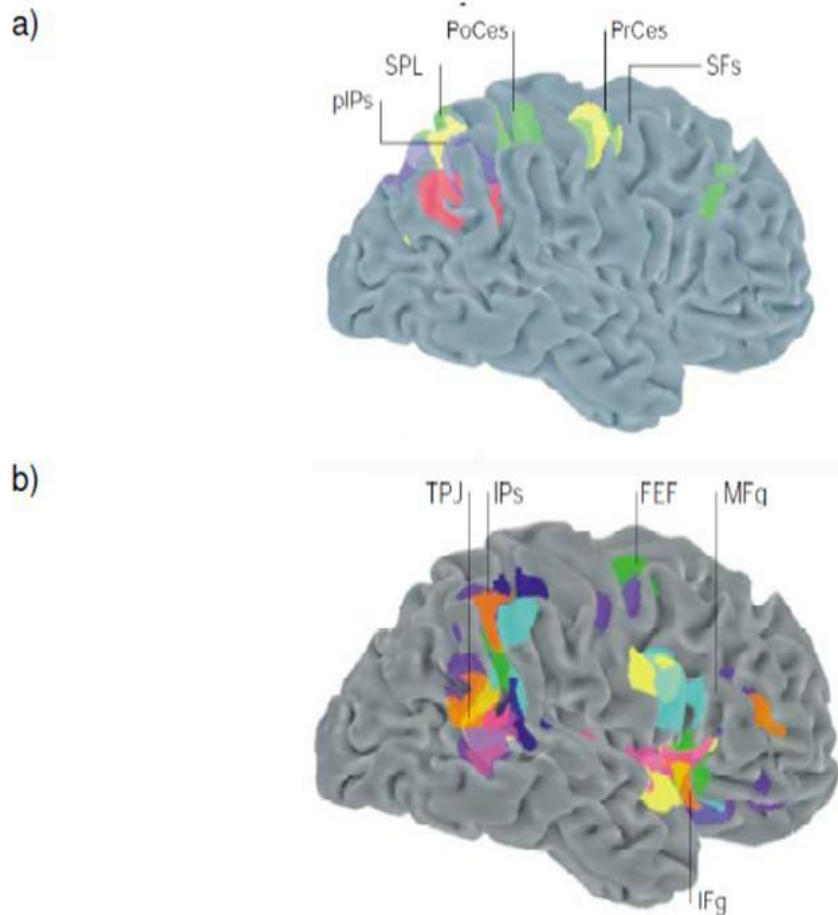 a)
PoCes
PrCes
SPL
SFs
pIPs
b)
TPJ
IPs
FEF
MFg
IFg